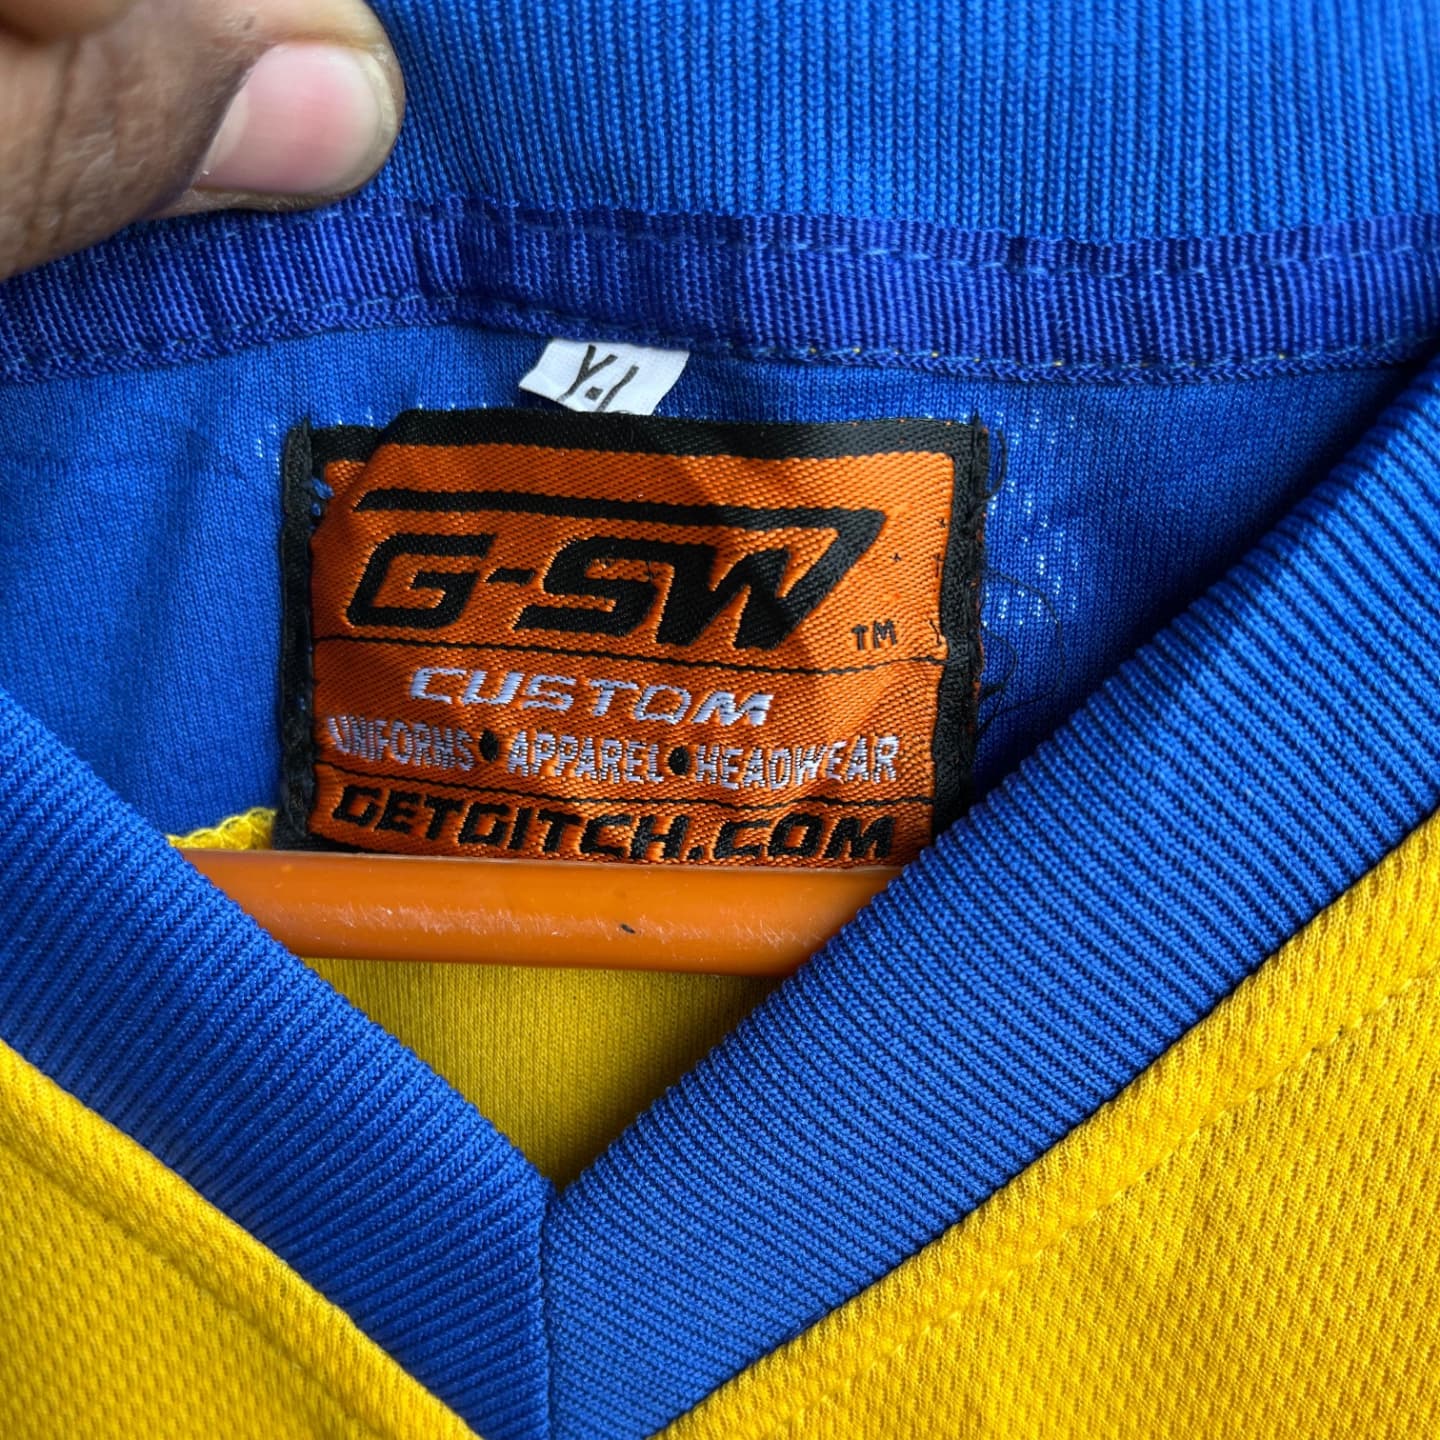 Y.L
G-SW
TM
CUSTOM
UNIFORMS • APPAREL • HEADWEAR
GETGITCH.COM